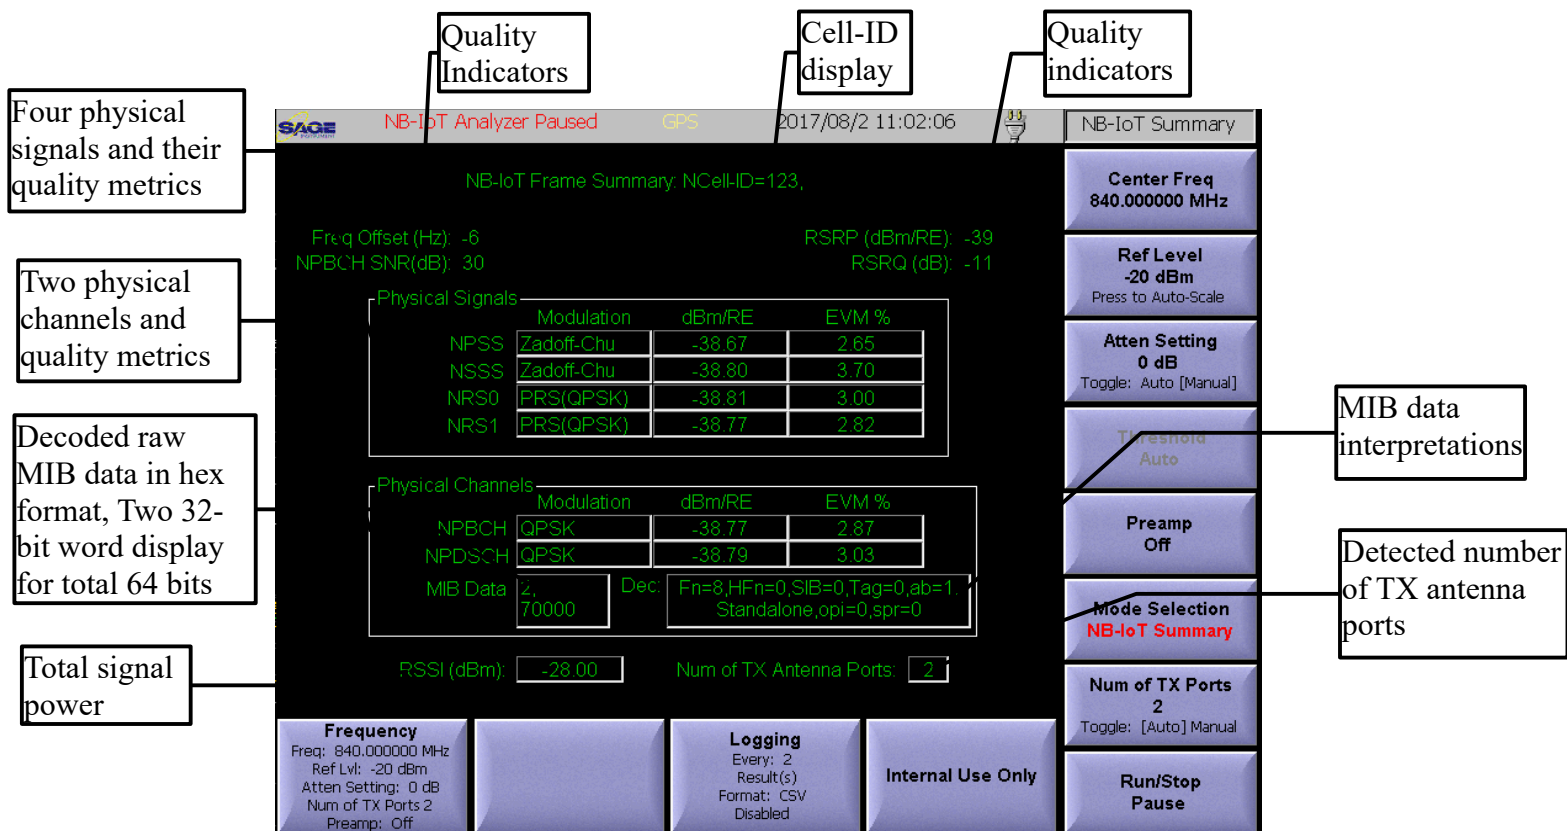 Quality
Indicators
Cell-ID
display
Quality
indicators
Four physical
signals and their
quality metrics
Two physical
channels and
quality metrics
Decoded raw
MIB data in hex
format, Two 32-
bit word display
for total 64 bits
Total signal
power
MIB data
interpretations
Detected number
of TX antenna
ports
SAGE
INSTRUMENT
NB-IoT Analyzer Paused GPS 2017/08/2 11:02:06
NB-IoT Summary
NB-IoT Frame Summary: NCell-ID=123,
Freq Offset (Hz): -6 RSRP (dBm/RE): -39
NPBCH SNR(dB): 30 RSRQ (dB): -11
Physical Signals
Modulation dBm/RE EVM %
NPSS Zadoff-Chu -38.67 2.65
NSSS Zadoff-Chu -38.80 3.70
NRS0 PRS(QPSK) -38.81 3.00
NRS1 PRS(QPSK) -38.77 2.82
Physical Channels
Modulation dBm/RE EVM %
NPBCH QPSK -38.77 2.87
NPDSCH QPSK -38.79 3.03
MIB Data 2, Dec: Fn=8,HFn=0,SIB=0,Tag=0,ab=1.
70000 Standalone,opi=0,spr=0
RSSI (dBm): -28.00 Num of TX Antenna Ports: 2
Center Freq
840.000000 MHz
Ref Level
-20 dBm
Press to Auto-Scale
Atten Setting
0 dB
Toggle: Auto [Manual]
Threshold
Auto
Preamp
Off
Mode Selection
NB-IoT Summary
Num of TX Ports
2
Toggle: [Auto] Manual
Run/Stop
Pause
Frequency
Freq: 840.000000 MHz
Ref Lvl: -20 dBm
Atten Setting: 0 dB
Num of TX Ports 2
Preamp: Off
Logging
Every: 2
Result(s)
Format: CSV
Disabled
Internal Use Only